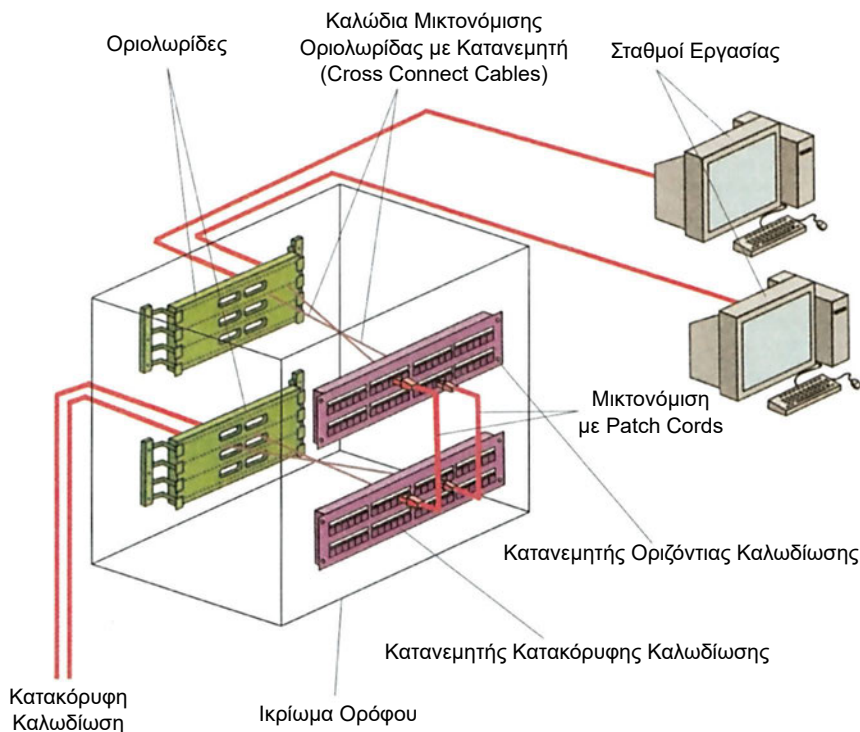 Οριολωρίδες
Καλώδια Μικτονόμισης
Οριολωρίδας με Κατανεμητή
(Cross Connect Cables)
Σταθμοί Εργασίας
Μικτονόμιση
με Patch Cords
Κατανεμητής Οριζόντιας Καλωδίωσης
Κατανεμητής Κατακόρυφης Καλωδίωσης
Κατακόρυφη
Καλωδίωση
Ικρίωμα Ορόφου